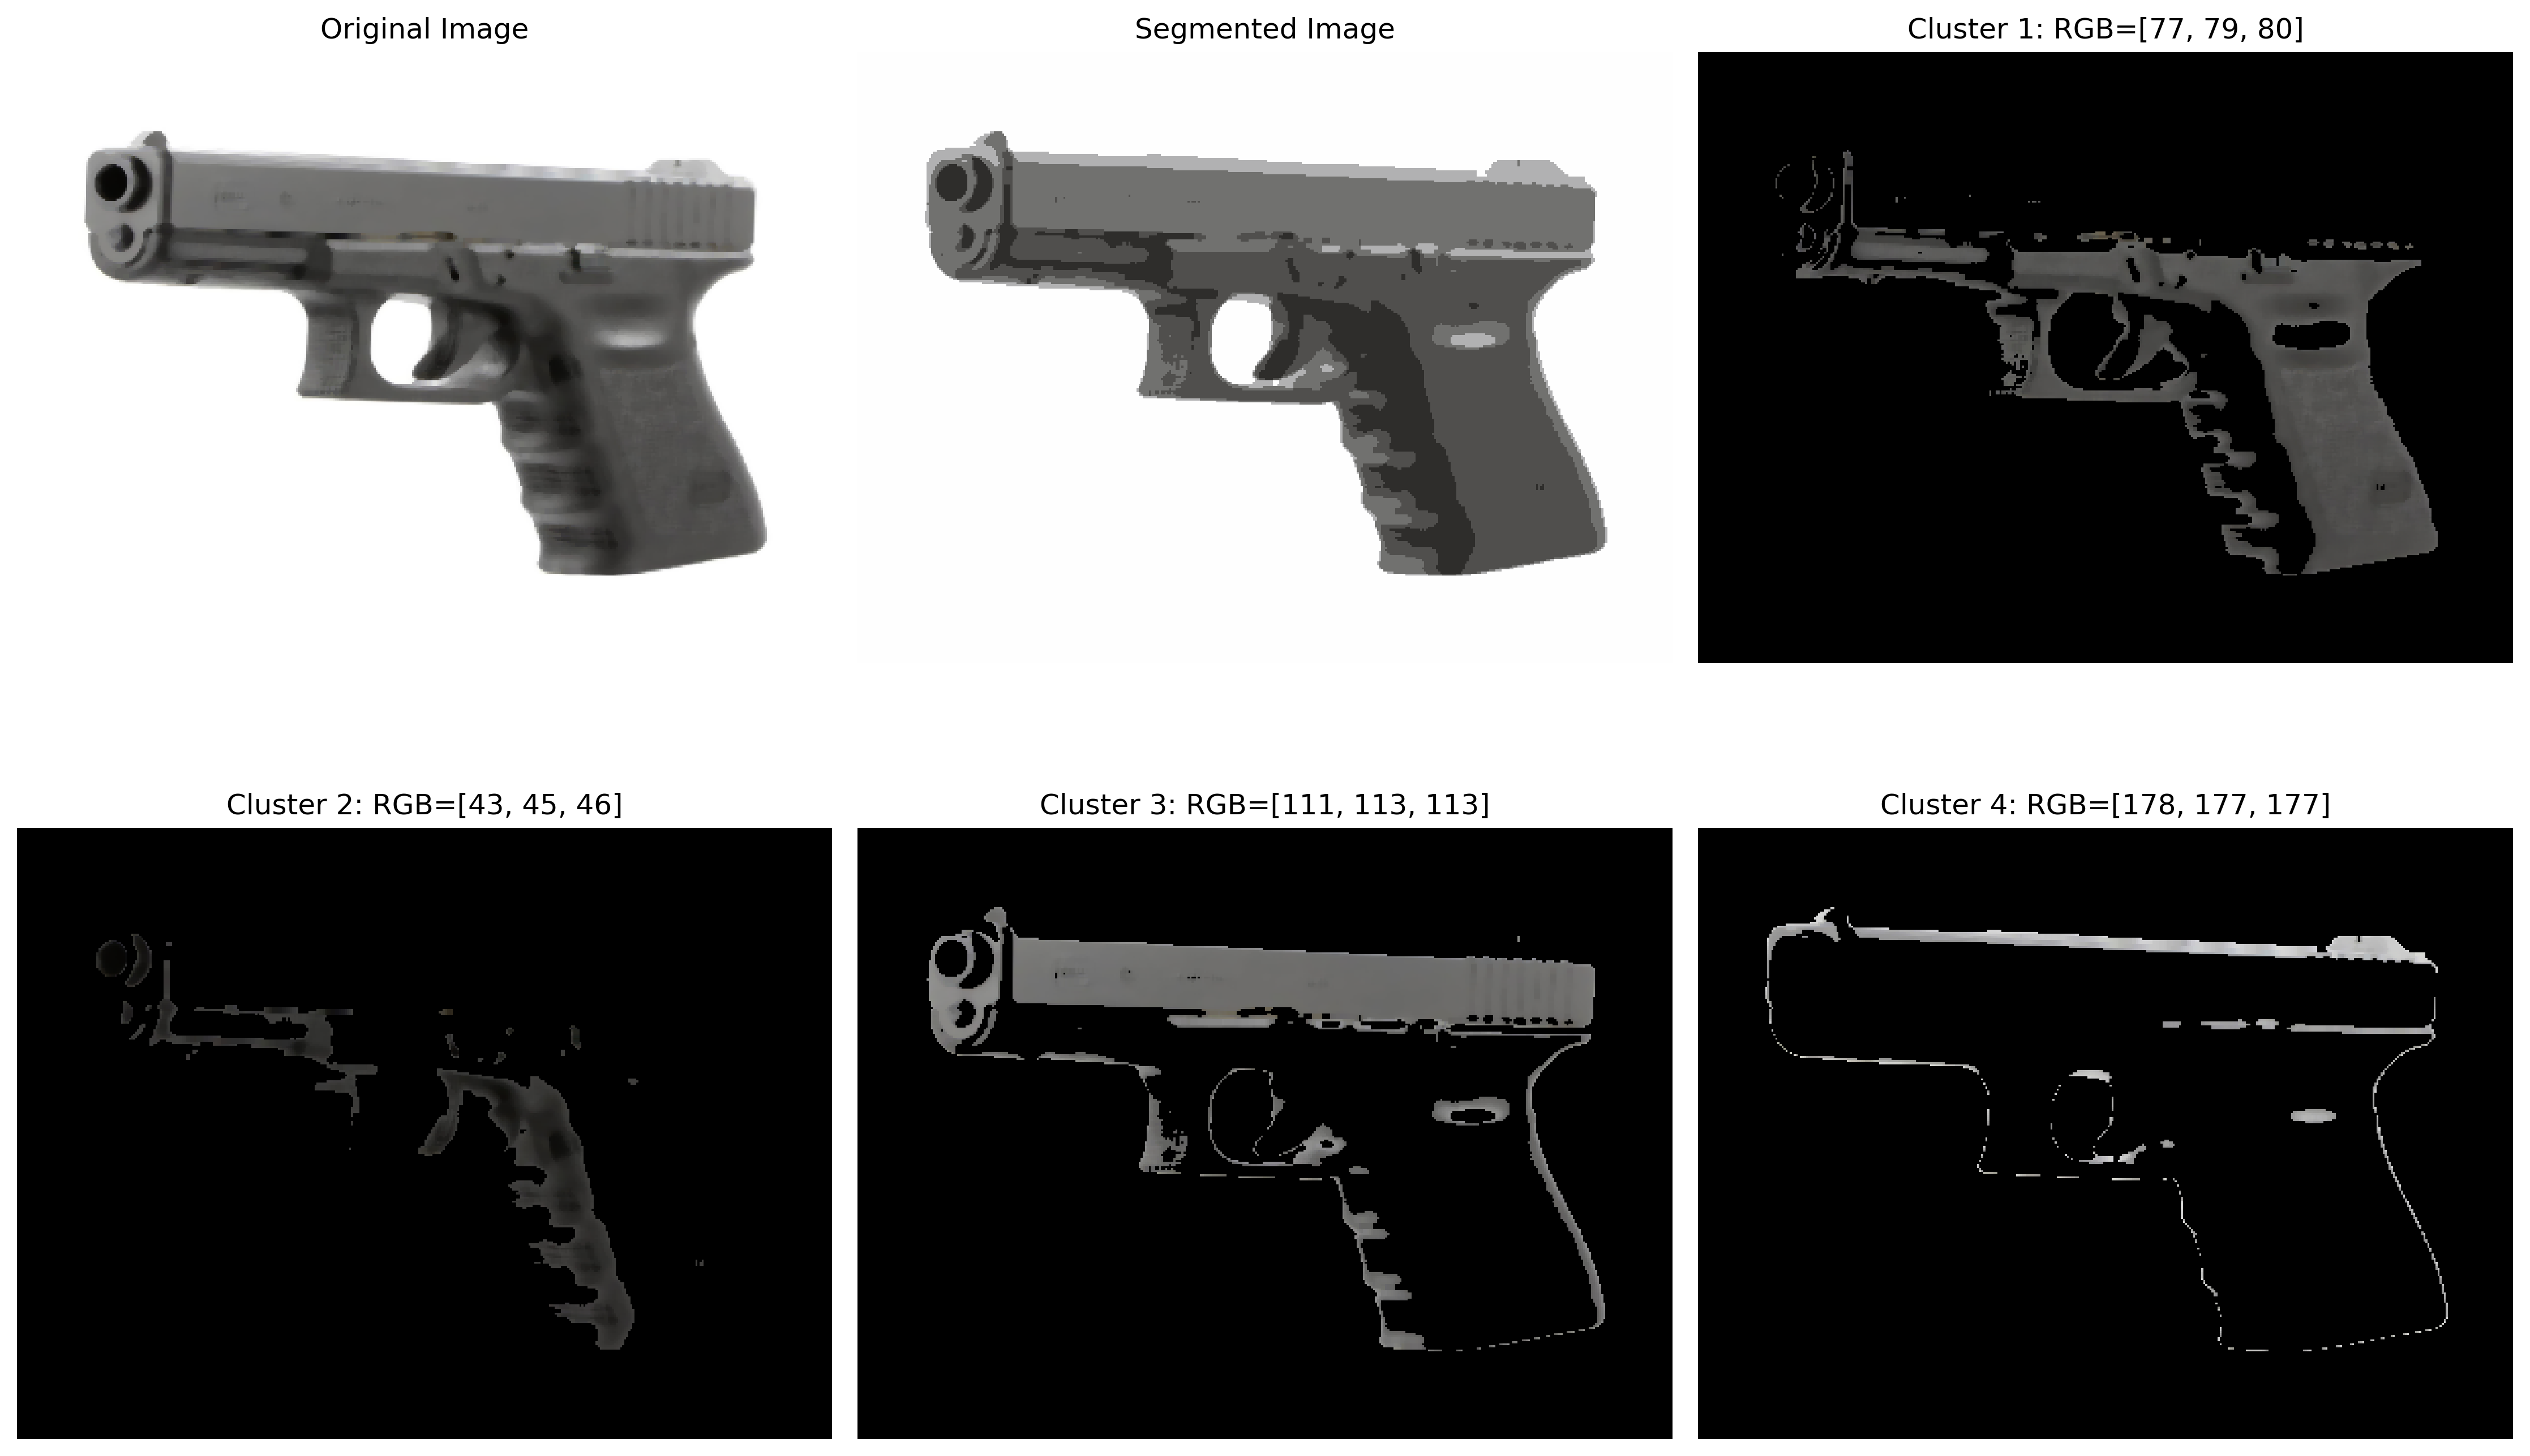 Original Image
Segmented Image
Cluster 1: RGB=[77, 79, 80]
Cluster 2: RGB=[43, 45, 46]
Cluster 3: RGB=[111, 113, 113]
Cluster 4: RGB=[178, 177, 177]